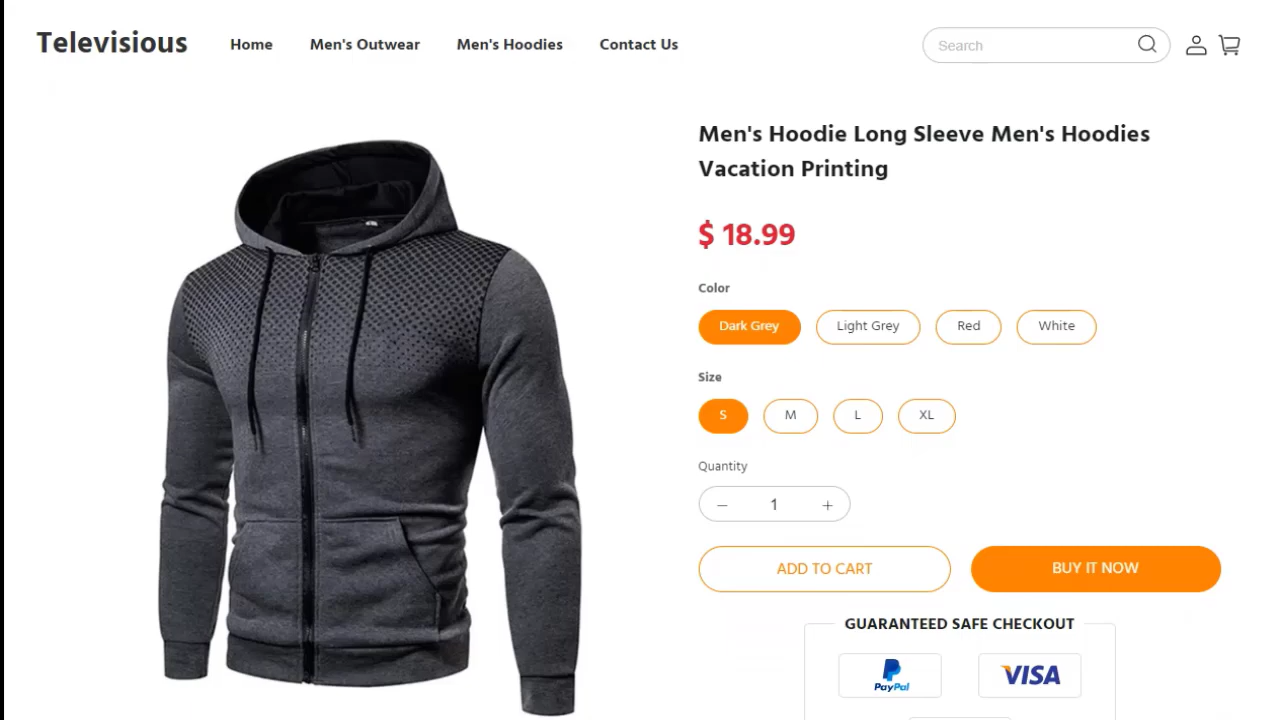 Televisious
Home
Men's Outwear
Men's Hoodies
Contact Us
Search
Men's Hoodie Long Sleeve Men's Hoodies
Vacation Printing
$ 18.99
Color
Dark Grey
Light Grey
Red
White
Size
S
M
L
XL
Quantity
− 1 +
ADD TO CART
BUY IT NOW
GUARANTEED SAFE CHECKOUT
PayPal
VISA